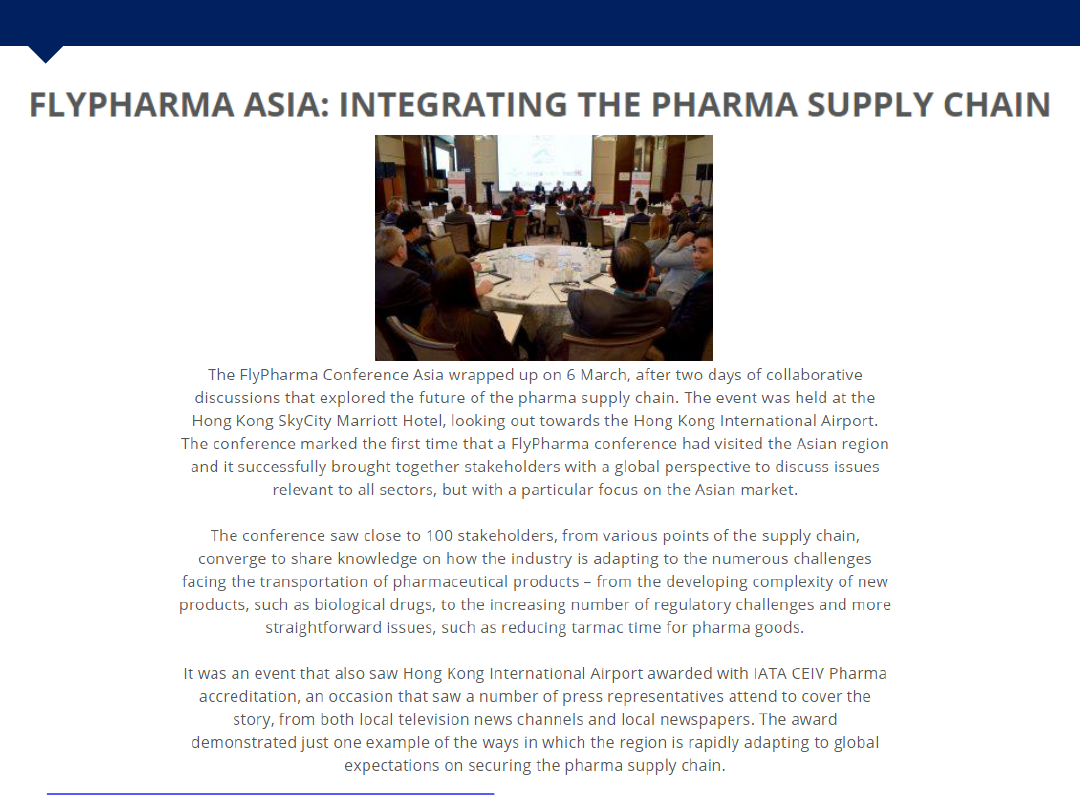 FLYPHARMA ASIA: INTEGRATING THE PHARMA SUPPLY CHAIN
The FlyPharma Conference Asia wrapped up on 6 March, after two days of collaborative
discussions that explored the future of the pharma supply chain. The event was held at the
Hong Kong SkyCity Marriott Hotel, looking out towards the Hong Kong International Airport.
The conference marked the first time that a FlyPharma conference had visited the Asian region
and it successfully brought together stakeholders with a global perspective to discuss issues
relevant to all sectors, but with a particular focus on the Asian market.
The conference saw close to 100 stakeholders, from various points of the supply chain,
converge to share knowledge on how the industry is adapting to the numerous challenges
facing the transportation of pharmaceutical products – from the developing complexity of new
products, such as biological drugs, to the increasing number of regulatory challenges and more
straightforward issues, such as reducing tarmac time for pharma goods.
It was an event that also saw Hong Kong International Airport awarded with IATA CEIV Pharma
accreditation, an occasion that saw a number of press representatives attend to cover the
story, from both local television news channels and local newspapers. The award
demonstrated just one example of the ways in which the region is rapidly adapting to global
expectations on securing the pharma supply chain.